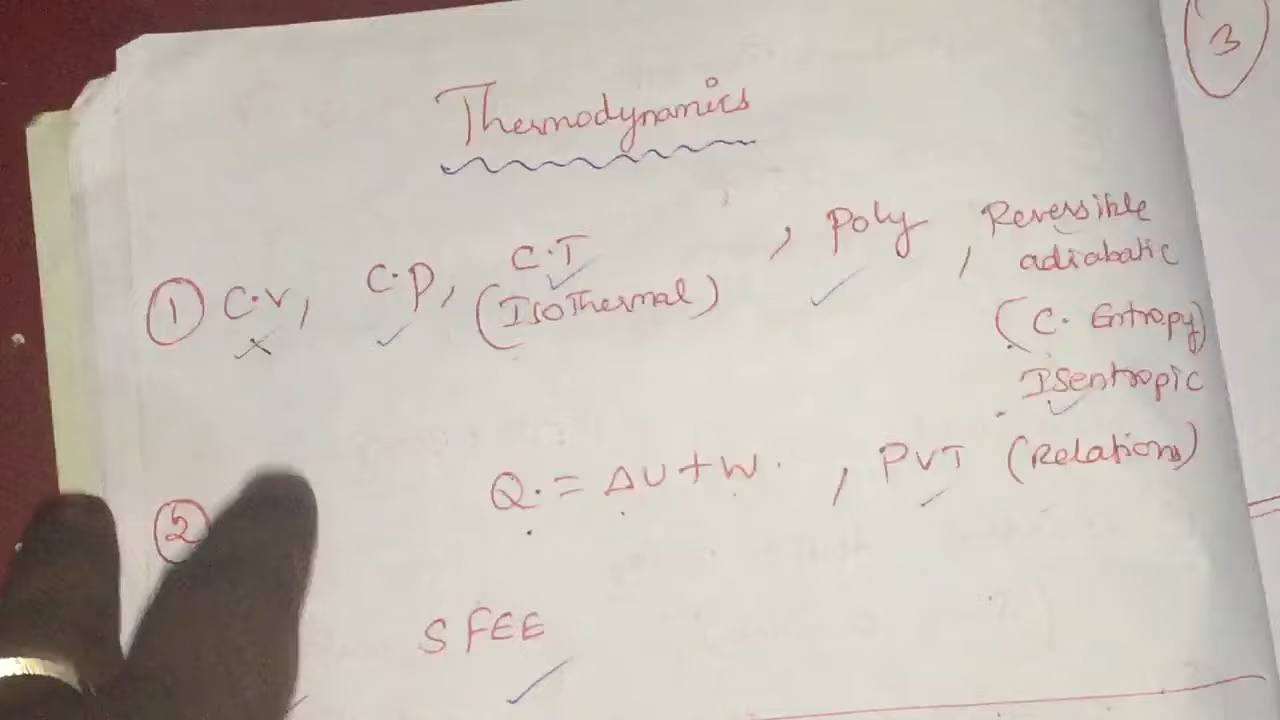 3
Thermodynamics
① C.V, C.P, C.T (Isothermal), Poly, Reversible
adiabatic
(C. Entropy)
Isentropic
Q. = ΔU + W. , PVT (Relations)
②
SFEE